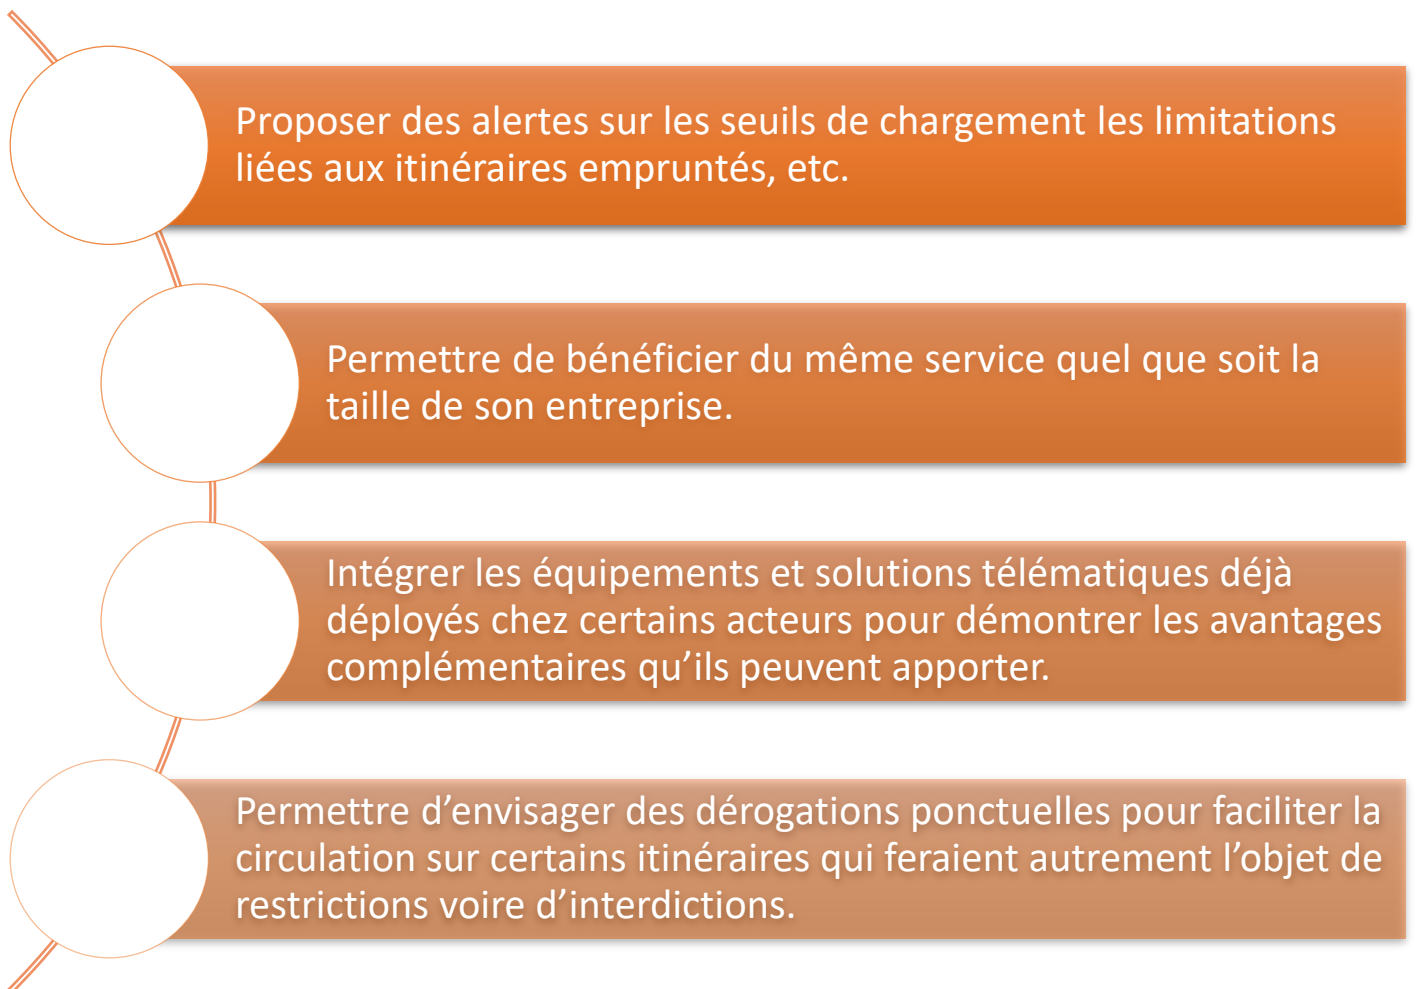 Proposer des alertes sur les seuils de chargement les limitations
liées aux itinéraires empruntés, etc.
Permettre de bénéficier du même service quel que soit la
taille de son entreprise.
Intégrer les équipements et solutions télématiques déjà
déployés chez certains acteurs pour démontrer les avantages
complémentaires qu’ils peuvent apporter.
Permettre d’envisager des dérogations ponctuelles pour faciliter la
circulation sur certains itinéraires qui feraient autrement l’objet de
restrictions voire d’interdictions.